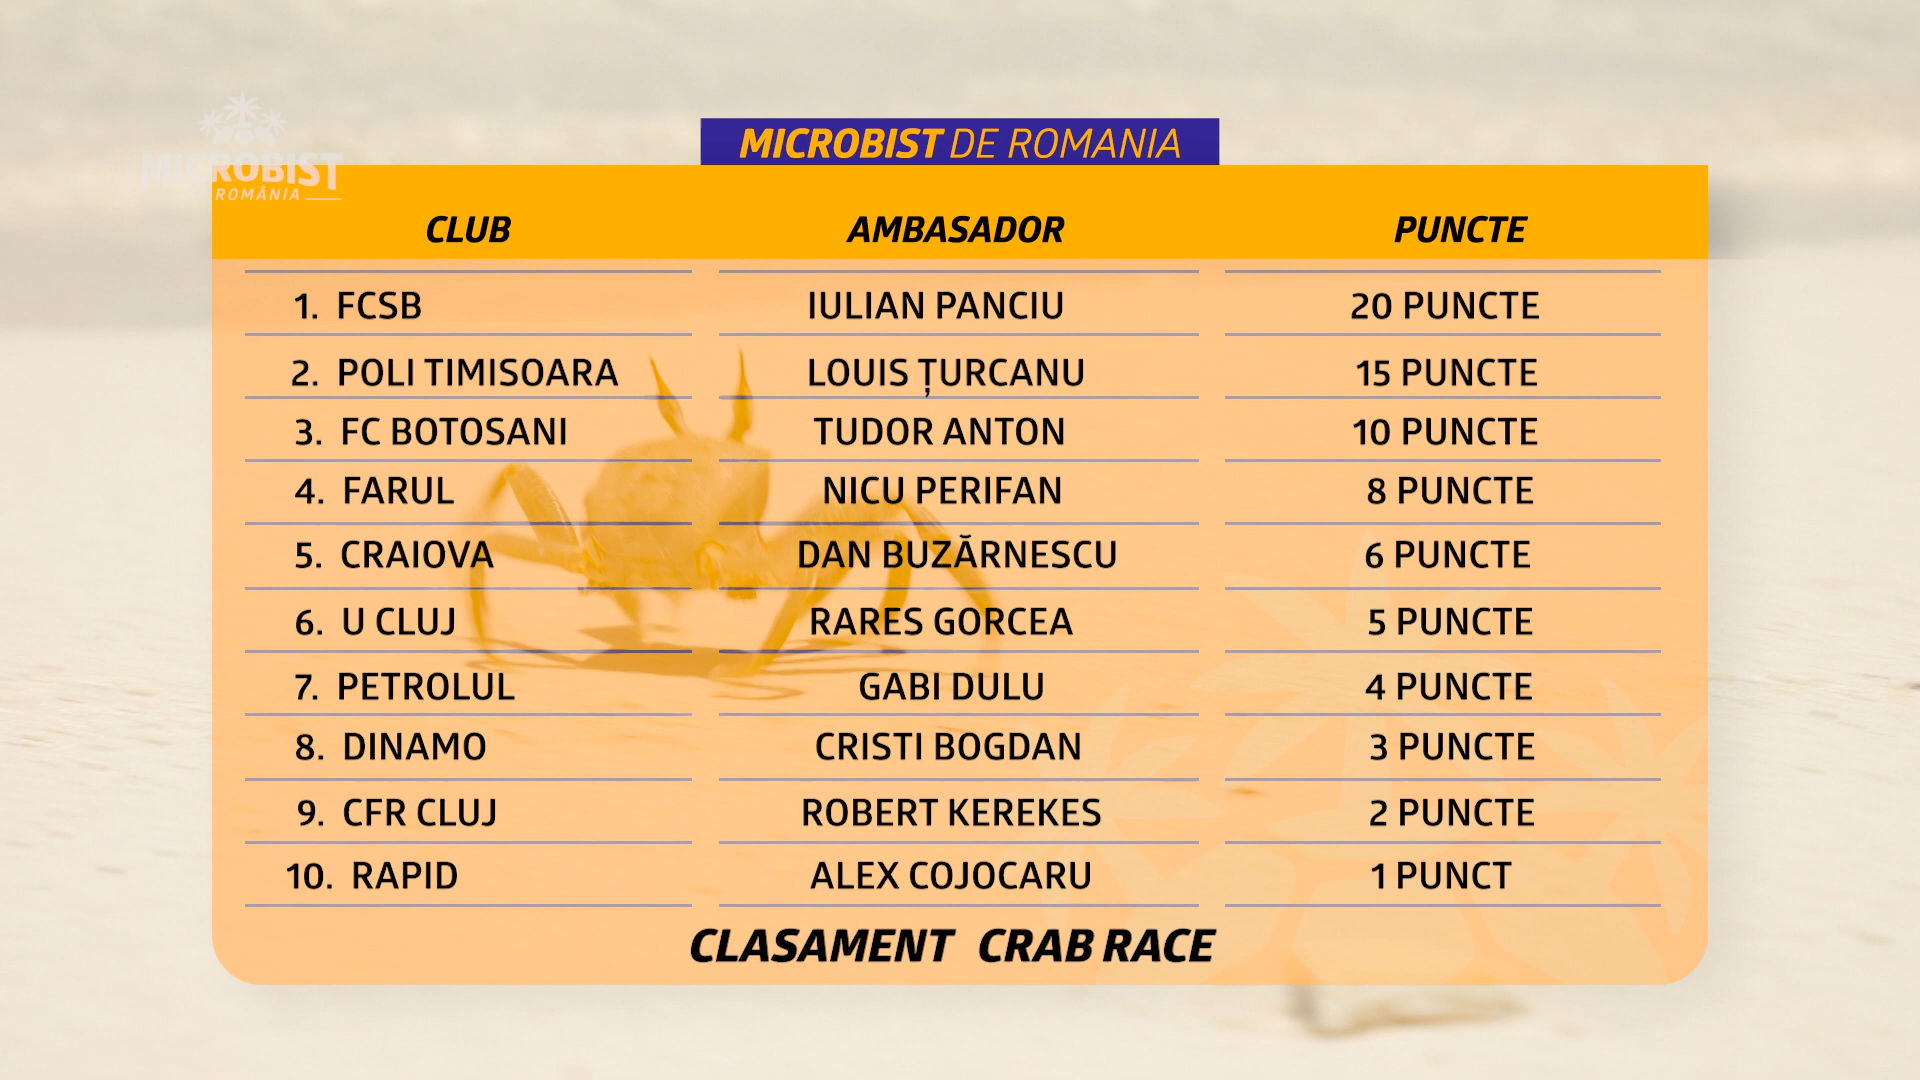 MICROBIST
ROMÂNIA
MICROBIST DE ROMANIA
CLUB AMBASADOR PUNCTE
1. FCSB IULIAN PANCIU 20 PUNCTE
2. POLI TIMISOARA LOUIS ȚURCANU 15 PUNCTE
3. FC BOTOSANI TUDOR ANTON 10 PUNCTE
4. FARUL NICU PERIFAN 8 PUNCTE
5. CRAIOVA DAN BUZĂRNESCU 6 PUNCTE
6. U CLUJ RARES GORCEA 5 PUNCTE
7. PETROLUL GABI DULU 4 PUNCTE
8. DINAMO CRISTI BOGDAN 3 PUNCTE
9. CFR CLUJ ROBERT KEREKES 2 PUNCTE
10. RAPID ALEX COJOCARU 1 PUNCT
CLASAMENT CRAB RACE